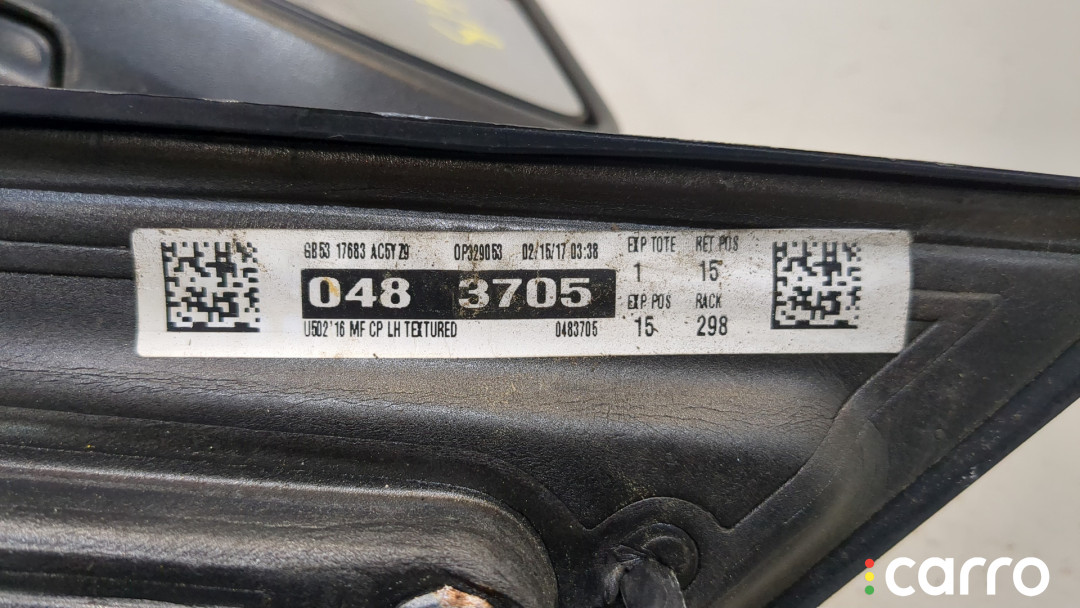 GB53 17683 AC5YZ9 OP329053 02/15/17 03:38
048 3705
U502'16 MF CP LH TEXTURED 0483705
EXP TOTE RET POS
1 15
EXP POS RACK
15 298
carro